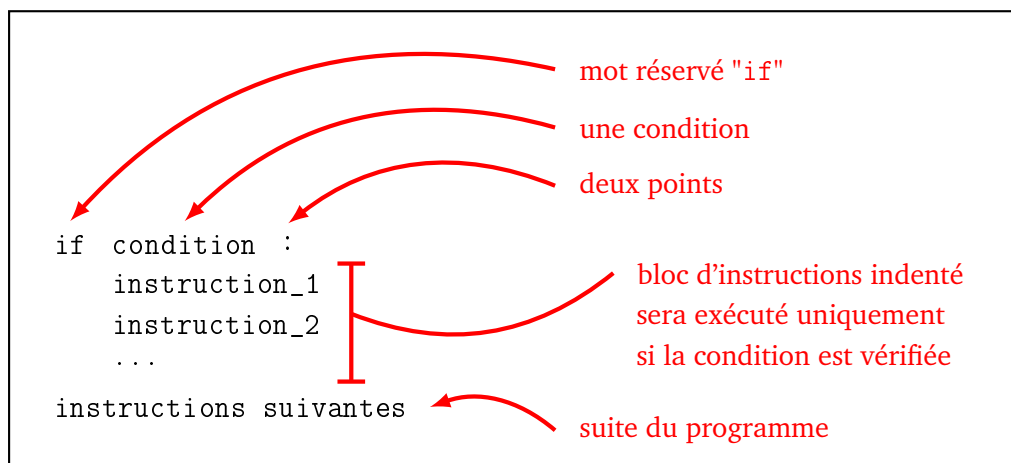 mot réservé "if"
une condition
deux points
if condition :
instruction_1
instruction_2
...
bloc d'instructions indenté
sera exécuté uniquement
si la condition est vérifiée
instructions suivantes
suite du programme